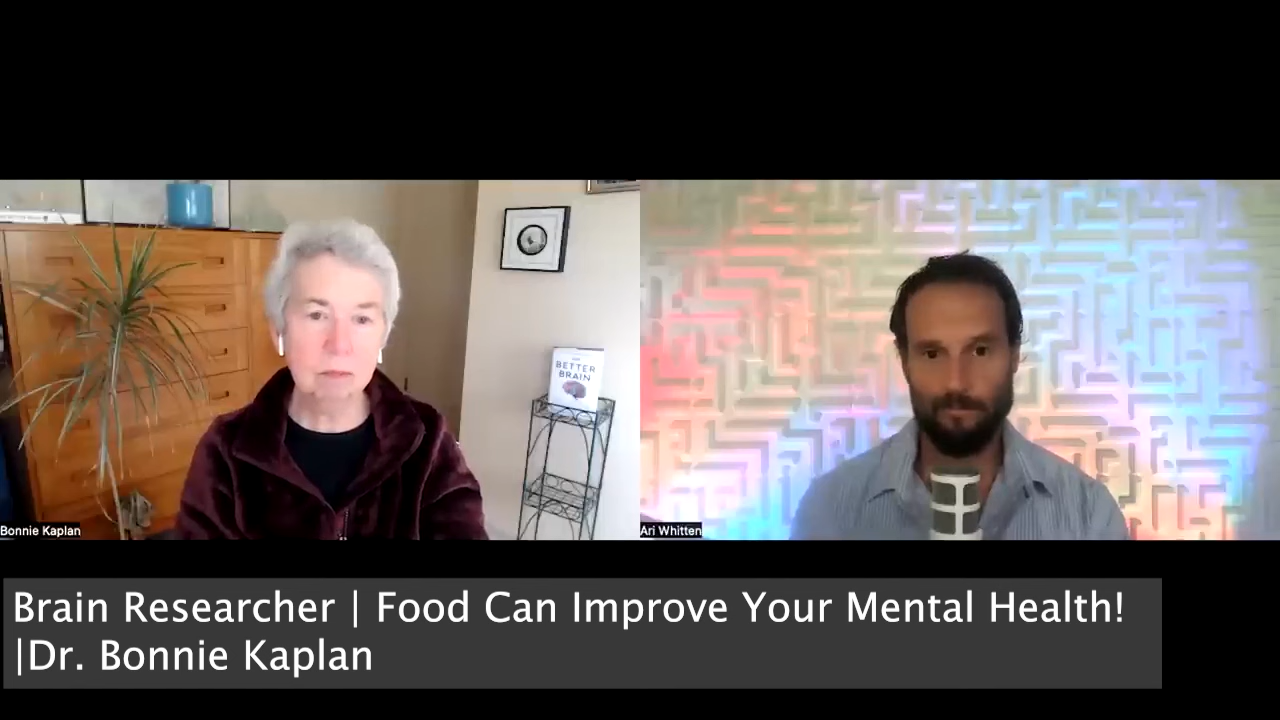 BETTER
BRAIN
Bonnie Kaplan
Ari Whitten
Brain Researcher | Food Can Improve Your Mental Health!
|Dr. Bonnie Kaplan